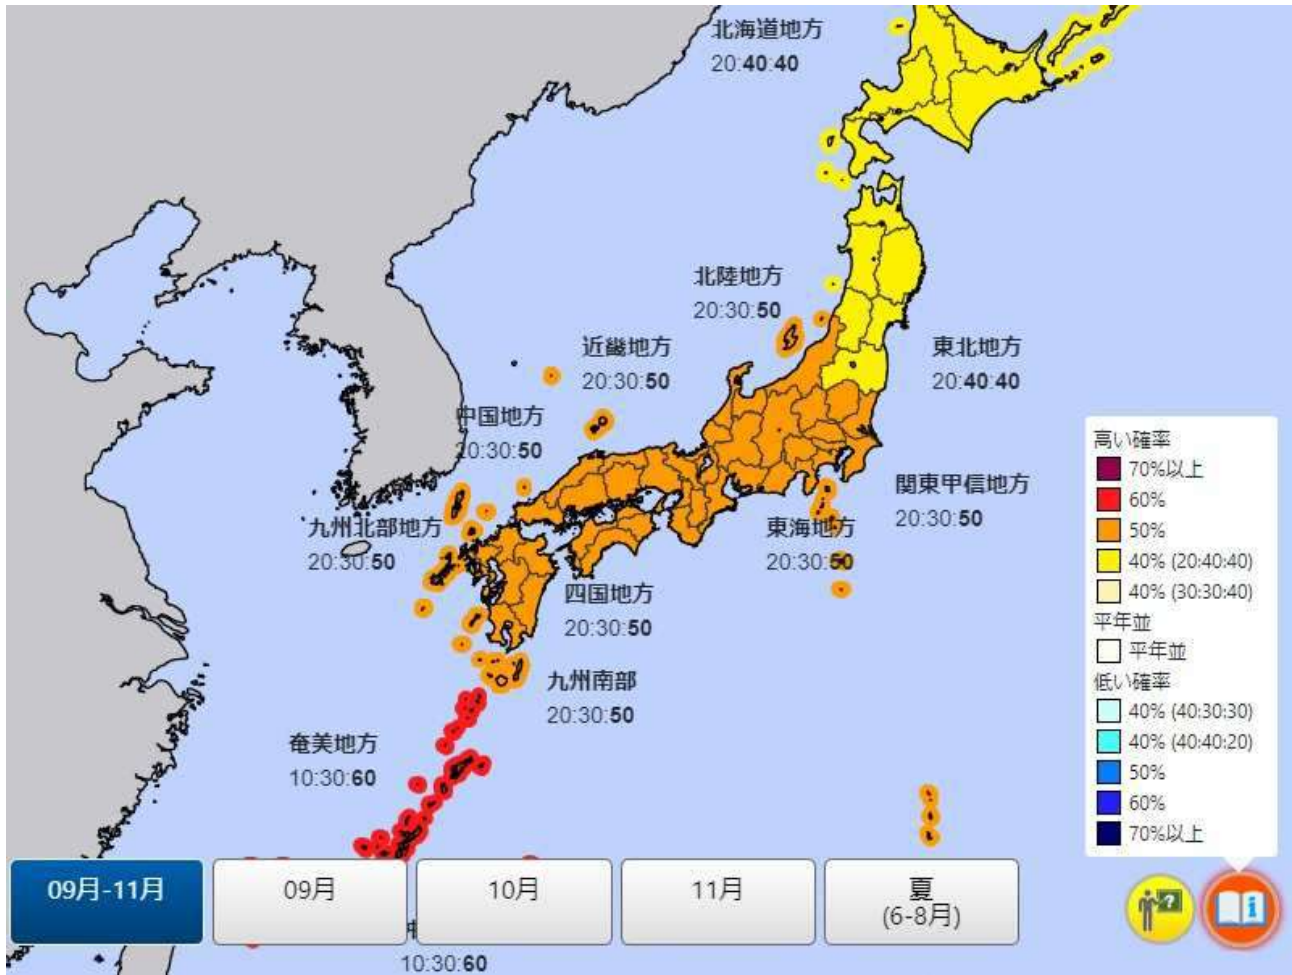 北海道地方
20:40:40
北陸地方
20:30:50
近畿地方
20:30:50
東北地方
20:40:40
中国地方
20:30:50
関東甲信地方
20:30:50
九州北部地方
20:30:50
東海地方
20:30:50
四国地方
20:30:50
九州南部
20:30:50
奄美地方
10:30:60
10:30:60
高い確率
70%以上
60%
50%
40% (20:40:40)
40% (30:30:40)
平年並
平年並
低い確率
40% (40:30:30)
40% (40:40:20)
50%
60%
70%以上
09月-11月
09月
10月
11月
夏
(6-8月)
?
i